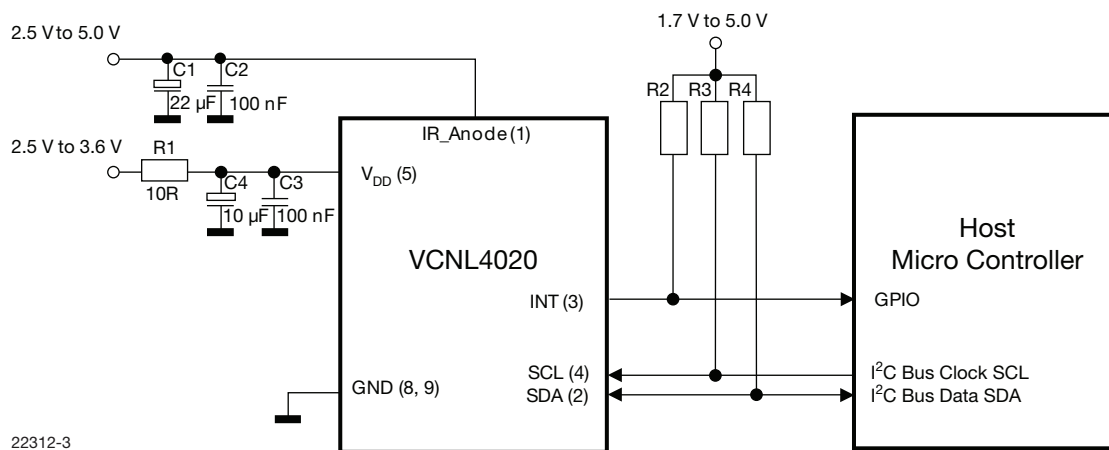 1.7 V to 5.0 V
2.5 V to 5.0 V
C1
C2
22 µF
100 nF
R2
R3
R4
IR_Anode (1)
2.5 V to 3.6 V
R1
10R
C4
C3
10 µF
100 nF
VDD (5)
VCNL4020
Host
Micro Controller
INT (3)
GPIO
SCL (4)
I²C Bus Clock SCL
GND (8, 9)
SDA (2)
I²C Bus Data SDA
22312-3